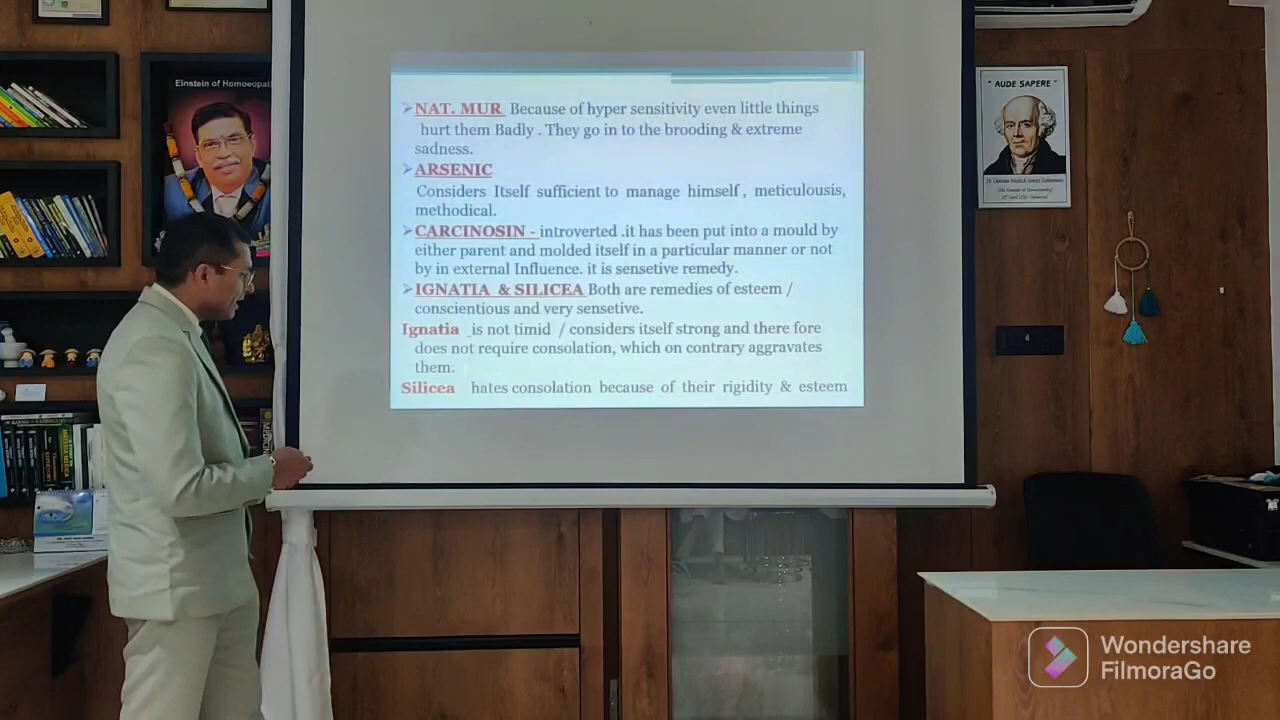 Einstein of Homoeopath
" AUDE SAPERE "
NAT. MUR Because of hyper sensitivity even little things
hurt them Badly . They go in to the brooding & extreme
sadness.
ARSENIC
Considers Itself sufficient to manage himself , meticulousis,
methodical.
CARCINOSIN - introverted .it has been put into a mould by
either parent and molded itself in a particular manner or not
by in external Influence. it is sensetive remedy.
IGNATIA & SILICEA Both are remedies of esteem /
conscientious and very sensetive.
Ignatia is not timid / considers itself strong and there fore
does not require consolation, which on contrary aggravates
them.
Silicea hates consolation because of their rigidity & esteem
Wondershare
FilmoraGo